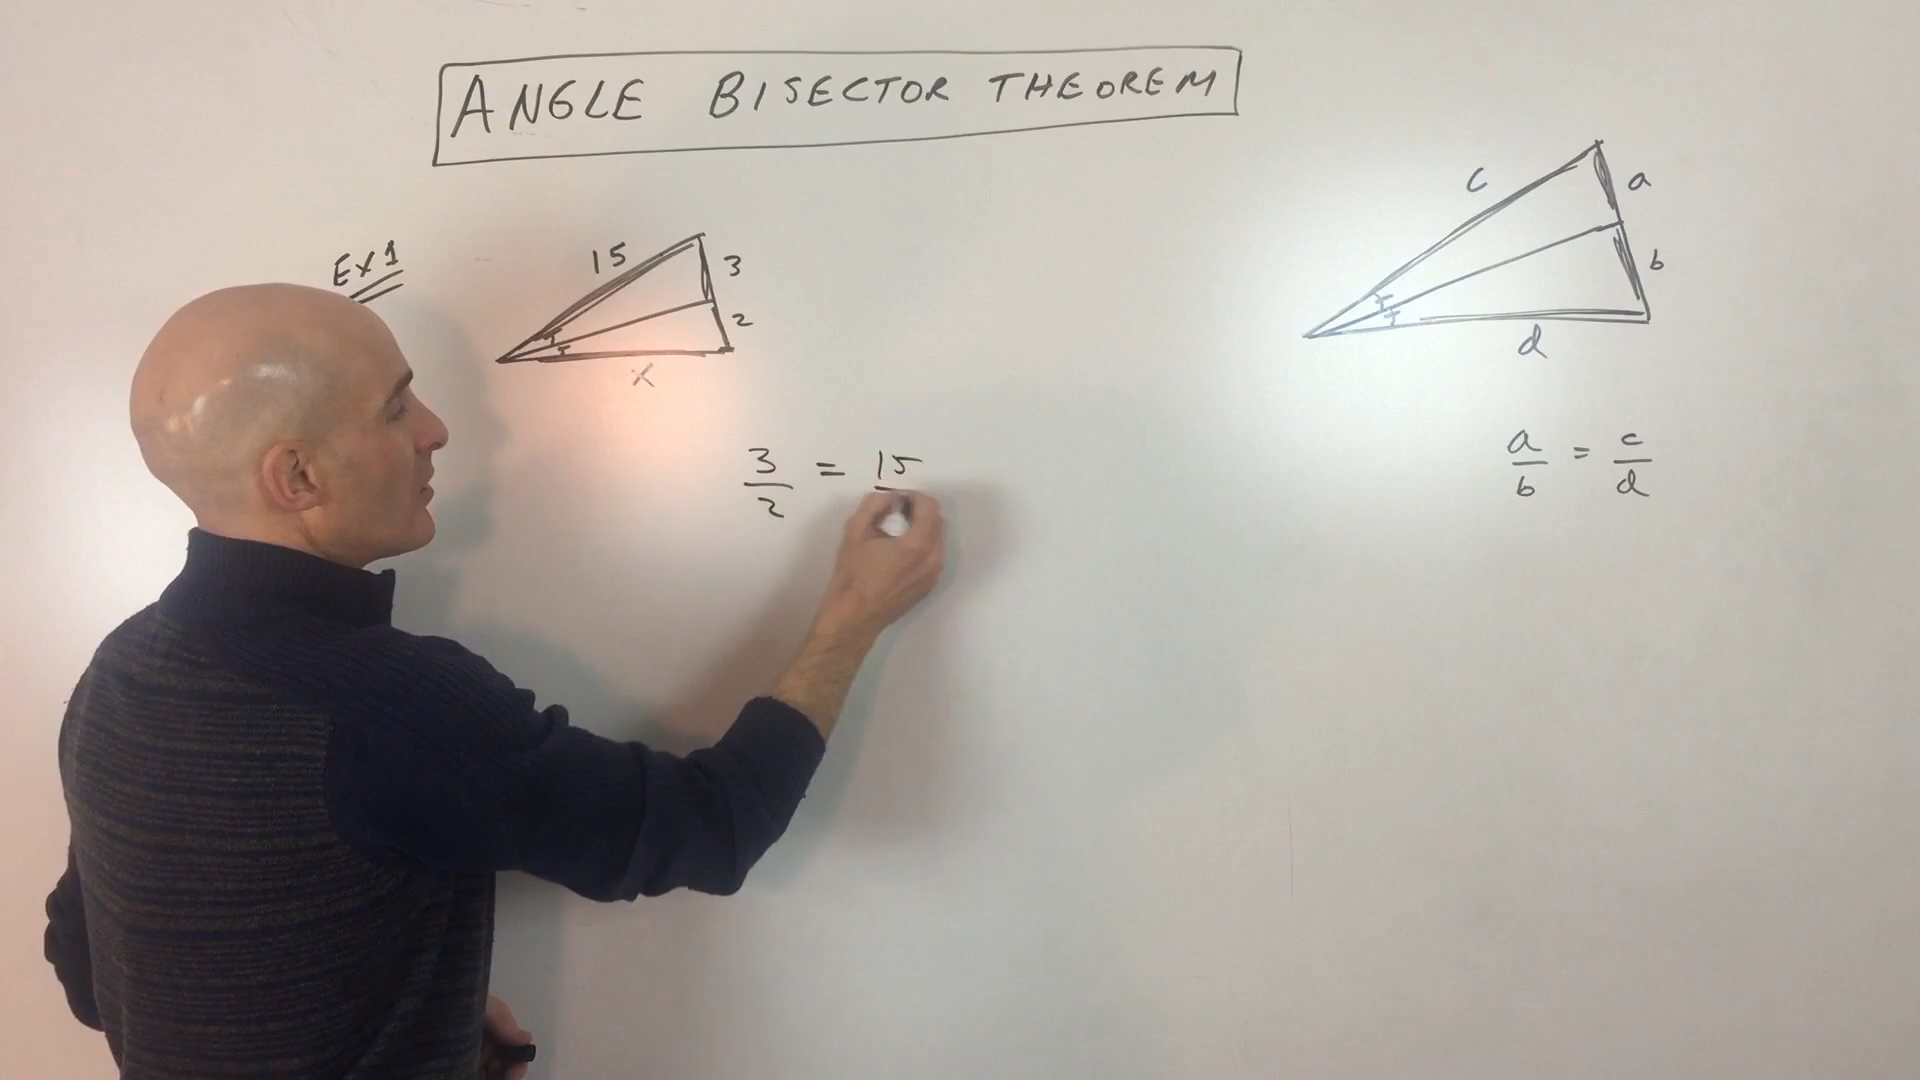 ANGLE BISECTOR THEOREM
Ex 1
15
3
2
x
3/2 = 15
c
a
b
d
a/b = c/d